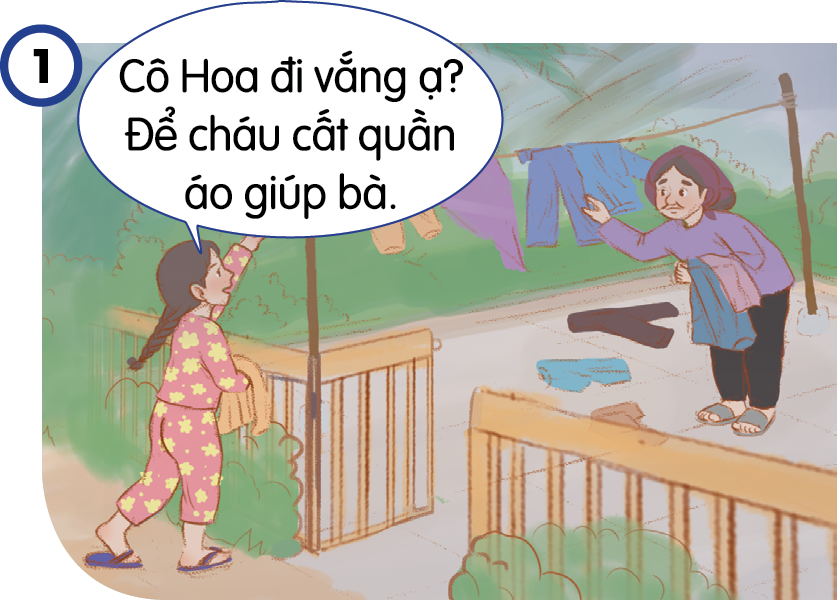 1
Cô Hoa đi vắng ạ?
Để cháu cất quần
áo giúp bà.